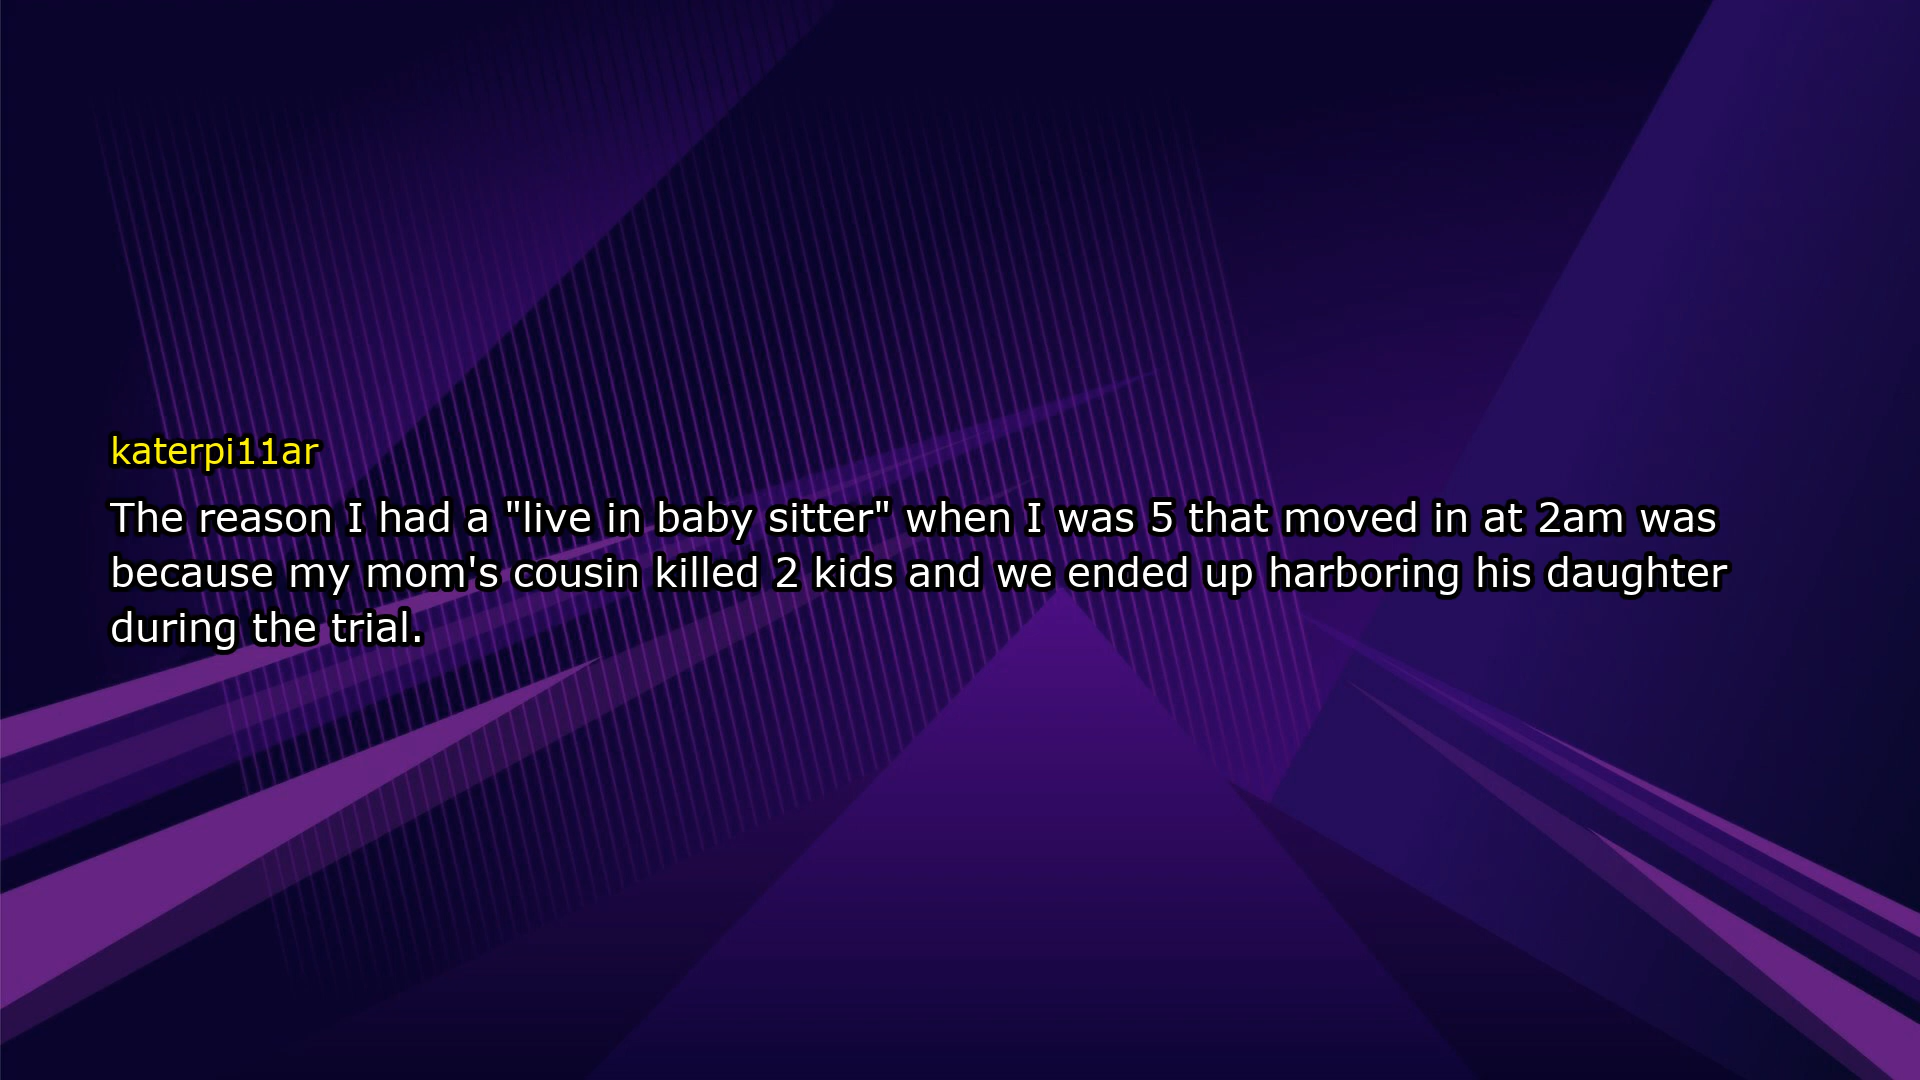 katerpi11ar
The reason I had a "live in baby sitter" when I was 5 that moved in at 2am was
because my mom's cousin killed 2 kids and we ended up harboring his daughter
during the trial.